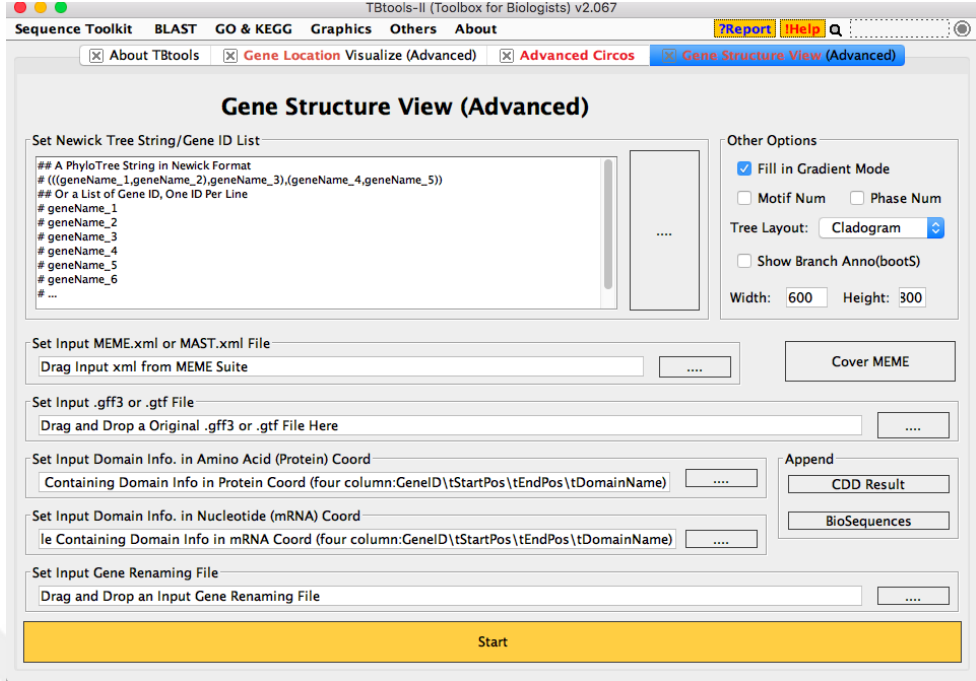 TBtools-II (Toolbox for Biologists) v2.067
Sequence Toolkit BLAST GO & KEGG Graphics Others About ?Report !Help
About TBtools Gene Location Visualize (Advanced) Advanced Circos Gene Structure View (Advanced)
Gene Structure View (Advanced)
Set Newick Tree String/Gene ID List
## A PhyloTree String in Newick Format
# (((geneName_1,geneName_2),geneName_3),(geneName_4,geneName_5))
## Or a List of Gene ID, One ID Per Line
# geneName_1
# geneName_2
# geneName_3
# geneName_4
# geneName_5
# geneName_6
# ...
....
Other Options
Fill in Gradient Mode
Motif Num Phase Num
Tree Layout: Cladogram
Show Branch Anno(bootS)
Width: 600 Height: 300
Set Input MEME.xml or MAST.xml File
Drag Input xml from MEME Suite ....
Cover MEME
Set Input .gff3 or .gtf File
Drag and Drop a Original .gff3 or .gtf File Here ....
Set Input Domain Info. in Amino Acid (Protein) Coord
Containing Domain Info in Protein Coord (four column:GeneID\tStartPos\tEndPos\tDomainName) ....
Set Input Domain Info. in Nucleotide (mRNA) Coord
le Containing Domain Info in mRNA Coord (four column:GeneID\tStartPos\tEndPos\tDomainName) ....
Append
CDD Result
BioSequences
Set Input Gene Renaming File
Drag and Drop an Input Gene Renaming File ....
Start